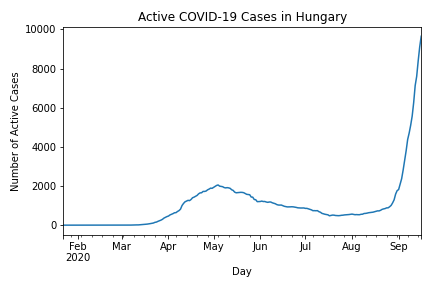 Active COVID-19 Cases in Hungary
Number of Active Cases
10000
8000
6000
4000
2000
0
Feb Mar Apr May Jun Jul Aug Sep
2020
Day